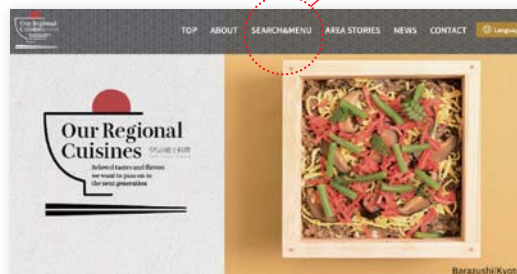 TOP ABOUT SEARCH&MENU AREA STORIES NEWS CONTACT Languag
Our Regional
Cuisines
Our Regional
Cuisines
Beloved tastes and flavors
we want to pass on to
the next generation
Barazushi(Kyoto